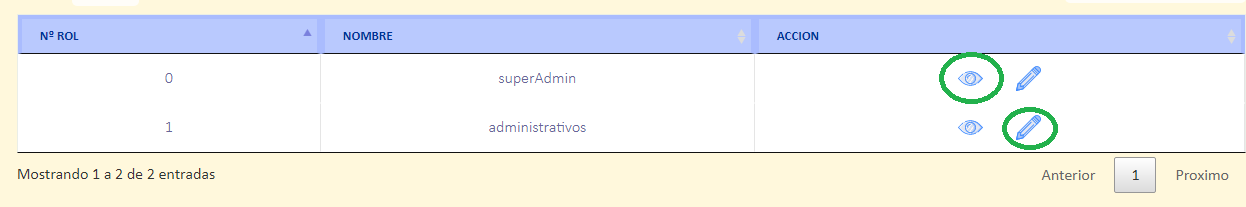 Nº ROL NOMBRE ACCION
0 superAdmin
1 administrativos
Mostrando 1 a 2 de 2 entradas Anterior 1 Proximo